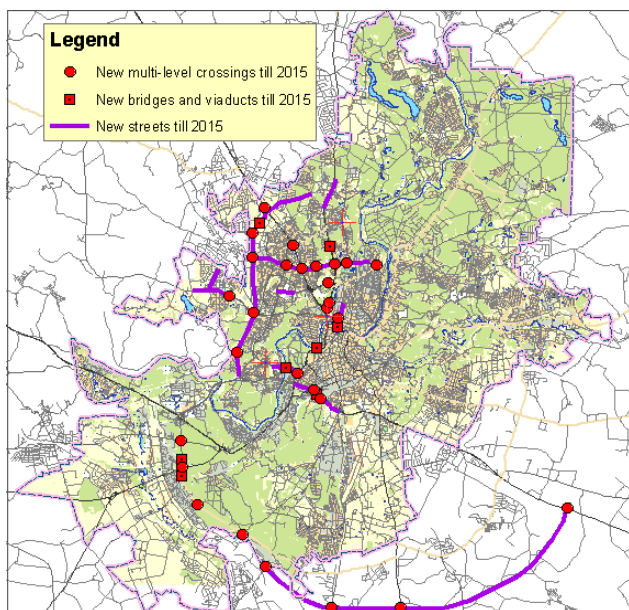 Legend
New multi-level crossings till 2015
New bridges and viaducts till 2015
New streets till 2015